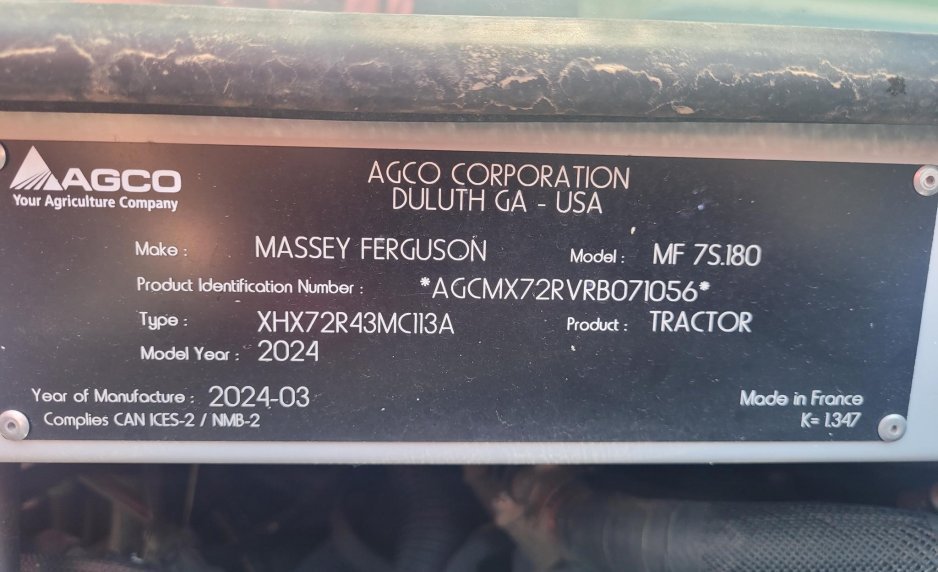 AGCO
Your Agriculture Company
AGCO CORPORATION
DULUTH GA - USA
Make : MASSEY FERGUSON Model : MF 7S.180
Product Identification Number : *AGCMX72RVRB071056*
Type : XHX72R43MC113A Product : TRACTOR
Model Year : 2024
Year of Manufacture : 2024-03
Complies CAN ICES-2 / NMB-2
Made in France
K= 1.347